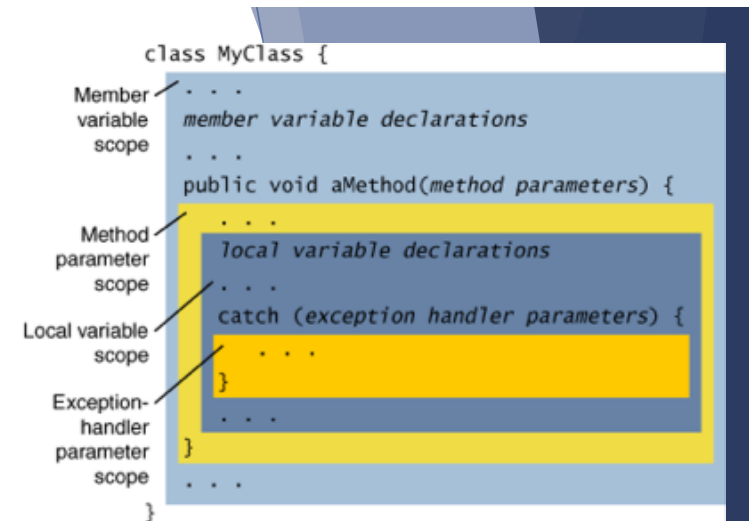 class MyClass {
Member
variable
scope
. . .
member variable declarations
. . .
public void aMethod(method parameters) {
Method
parameter
scope
. . .
local variable declarations
Local variable
scope
. . .
catch (exception handler parameters) {
Exception-
handler
parameter
scope
. . .
}
. . .
}
. . .
}